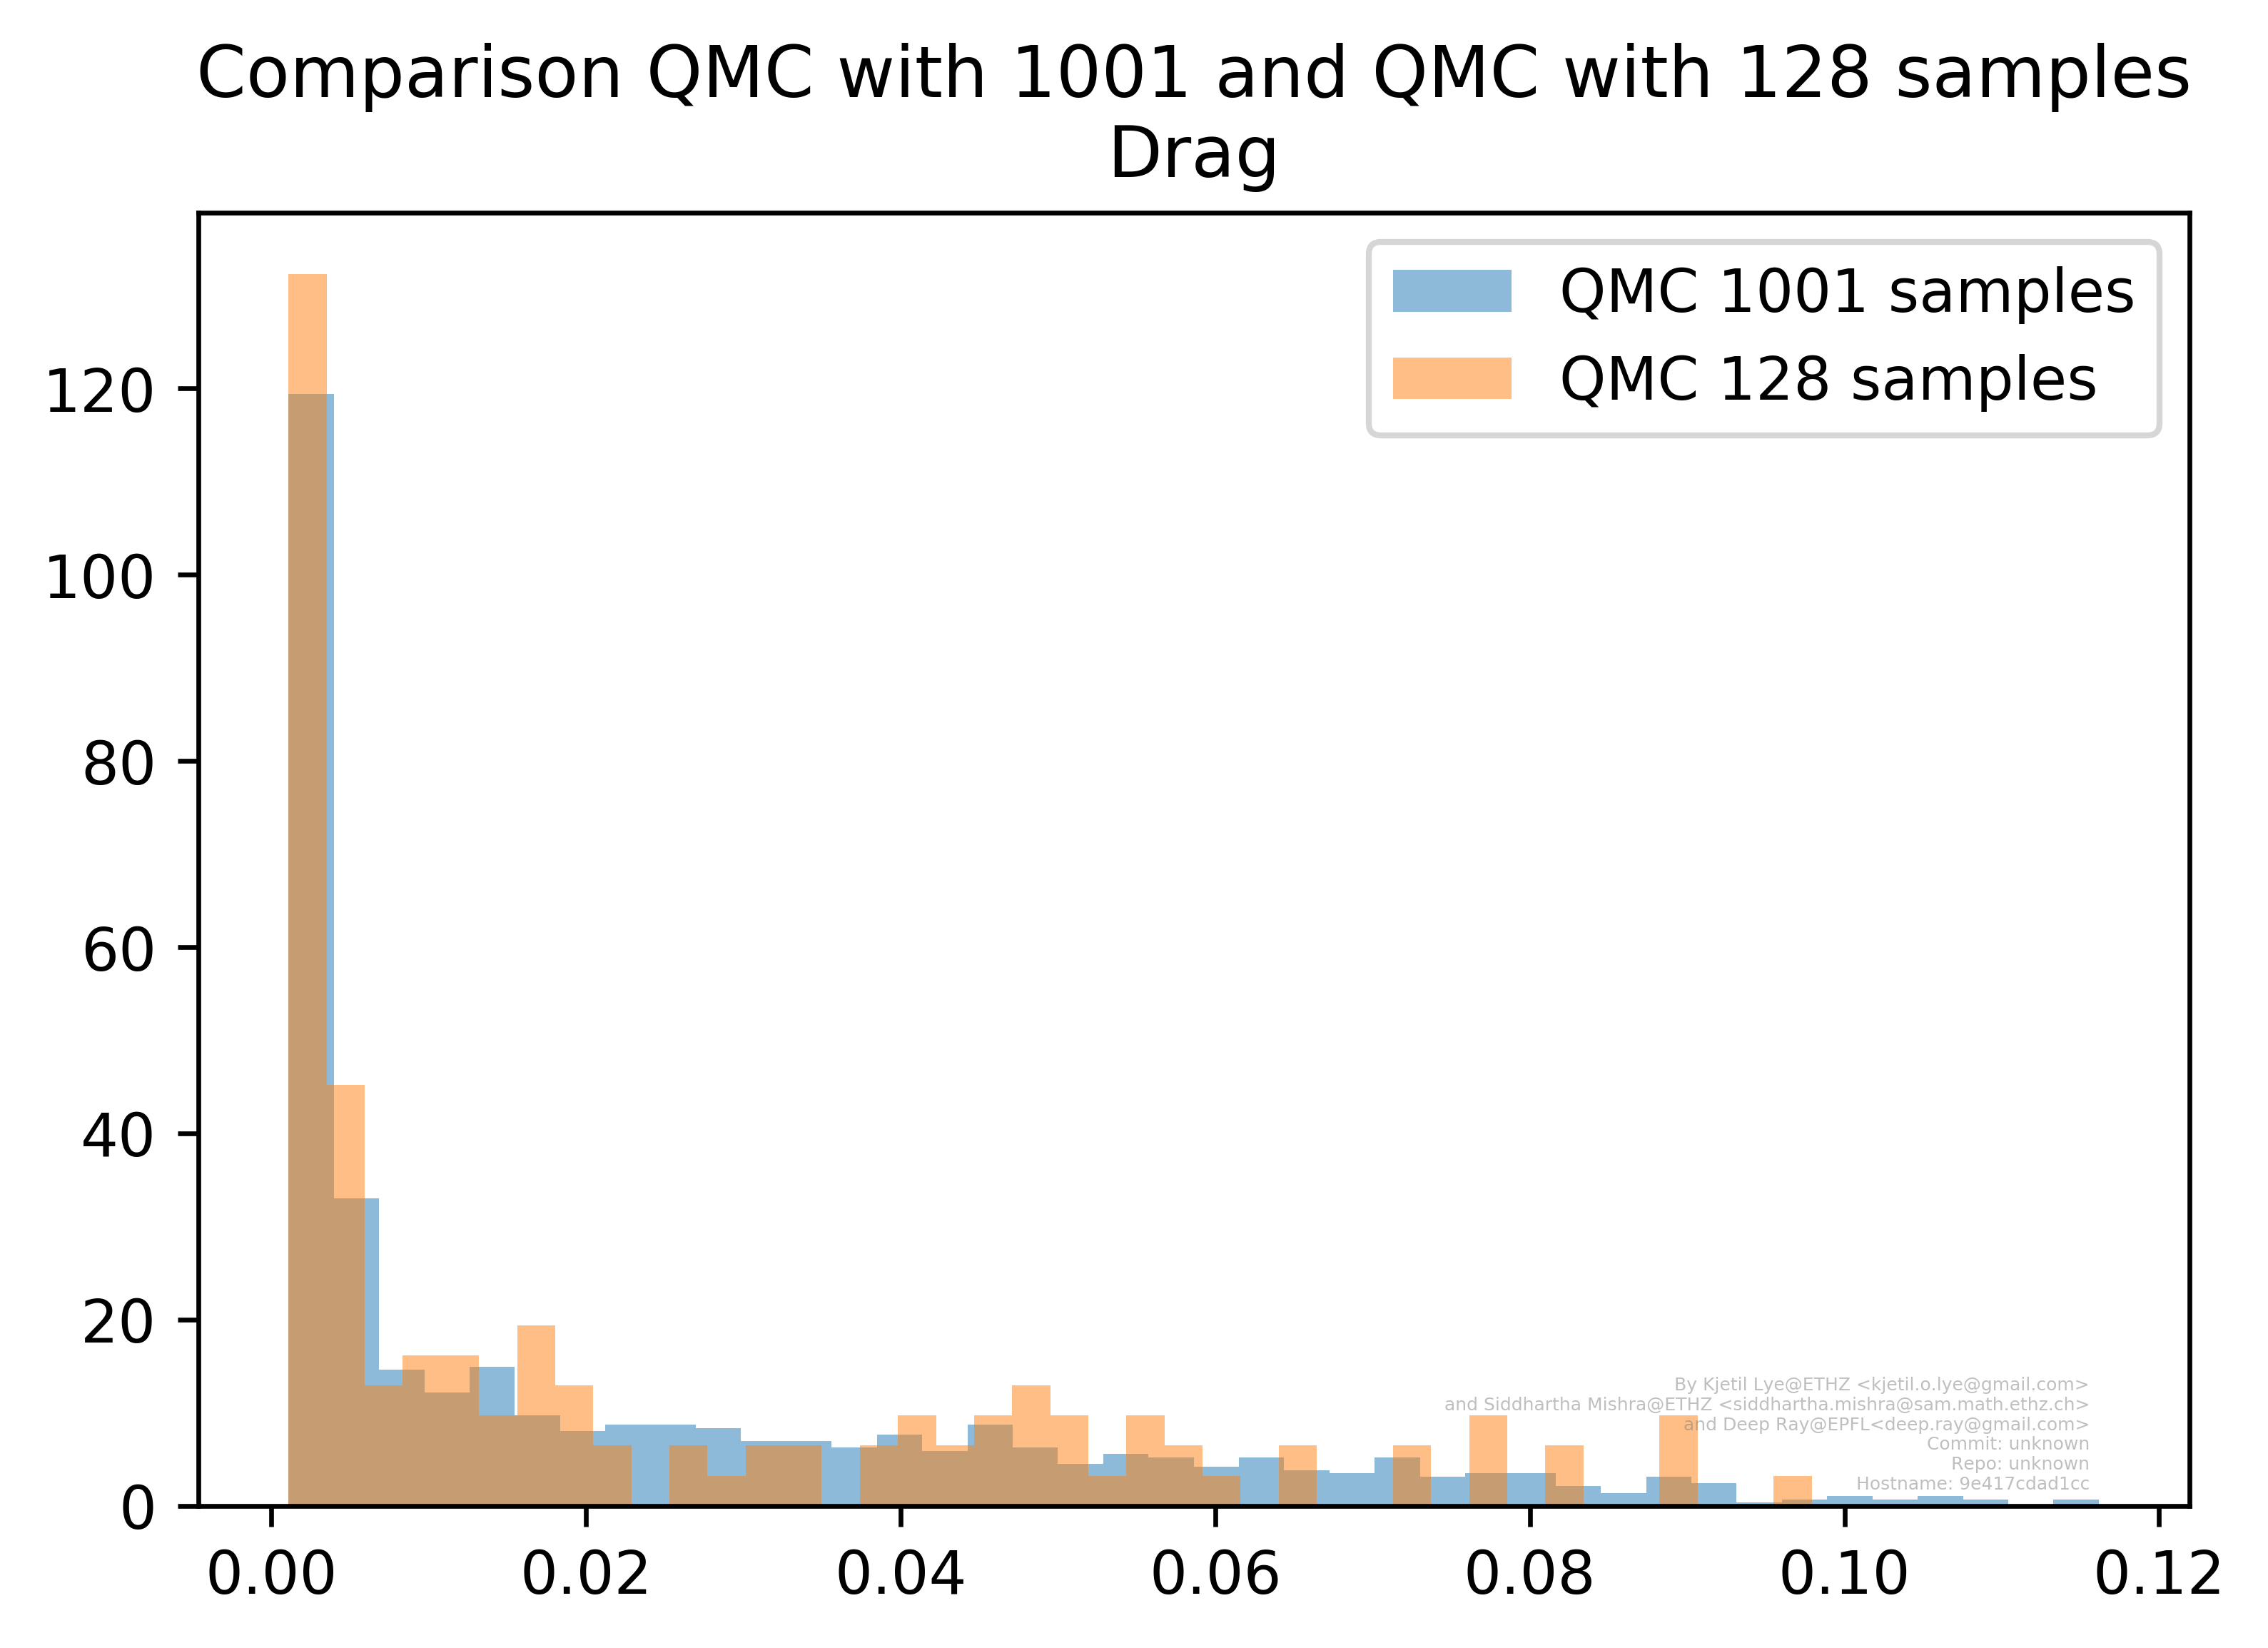 Comparison QMC with 1001 and QMC with 128 samples
Drag
QMC 1001 samples
QMC 128 samples
120
100
80
60
40
20
0
By Kjetil Lye@ETHZ <kjetil.o.lye@gmail.com>
and Siddhartha Mishra@ETHZ <siddhartha.mishra@sam.math.ethz.ch>
and Deep Ray@EPFL<deep.ray@gmail.com>
Commit: unknown
Repo: unknown
Hostname: 9e417cdad1cc
0.00 0.02 0.04 0.06 0.08 0.10 0.12